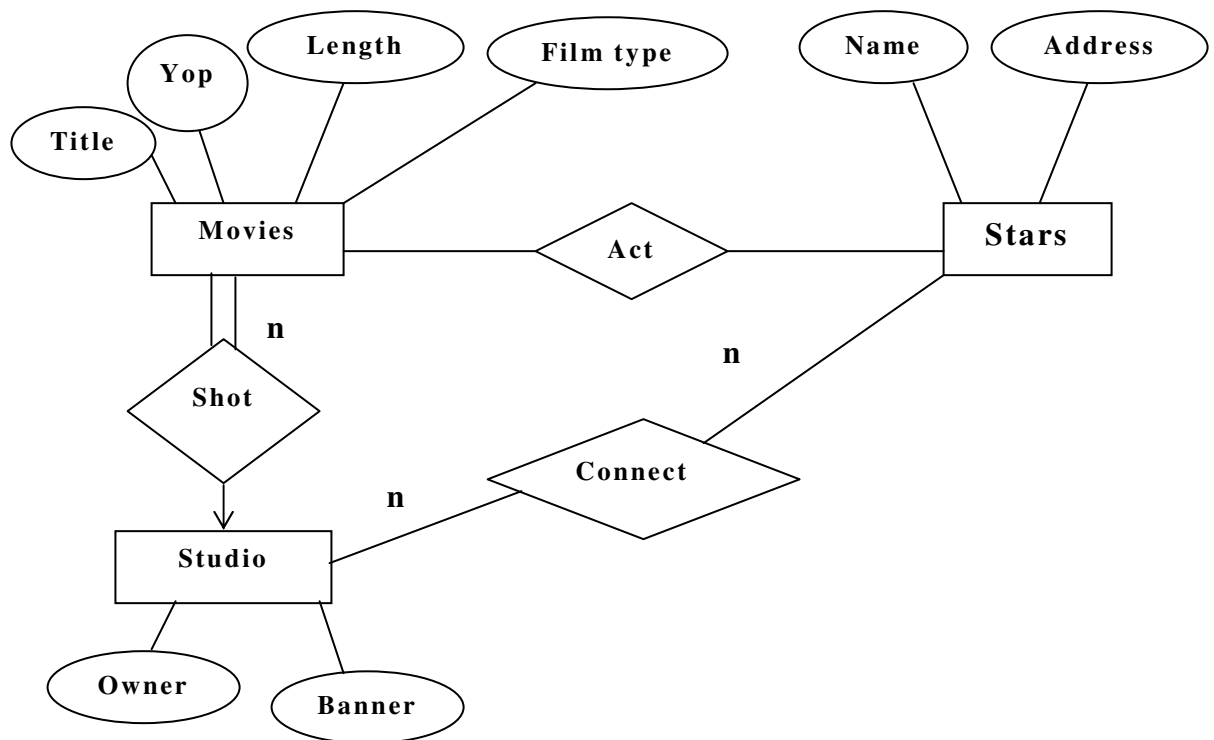 Length
Film type
Name
Address
Yop
Title
Movies
Act
Stars
n
n
Shot
Connect
n
Studio
Owner
Banner